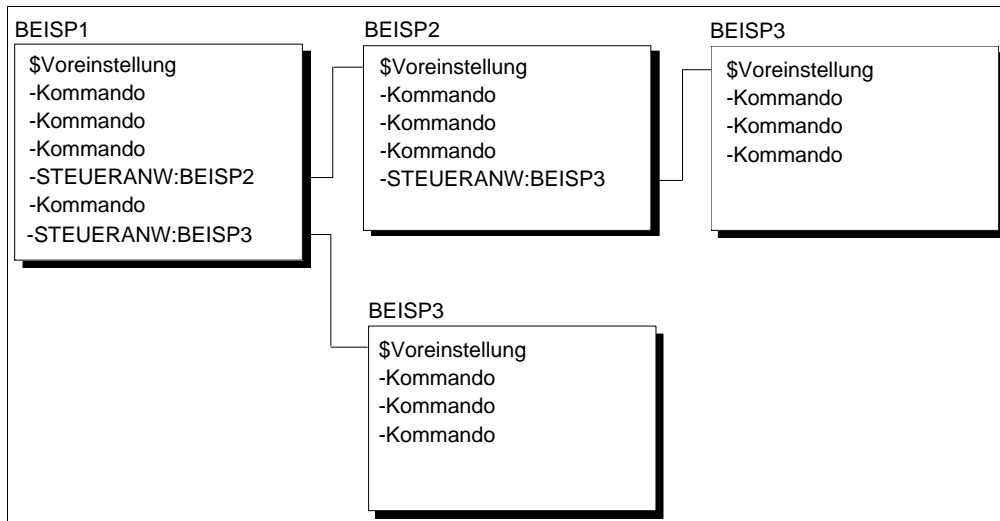 BEISP1
$Voreinstellung
-Kommando
-Kommando
-Kommando
-STEUERANW:BEISP2
-Kommando
-STEUERANW:BEISP3
BEISP2
$Voreinstellung
-Kommando
-Kommando
-Kommando
-STEUERANW:BEISP3
BEISP3
$Voreinstellung
-Kommando
-Kommando
-Kommando
BEISP3
$Voreinstellung
-Kommando
-Kommando
-Kommando